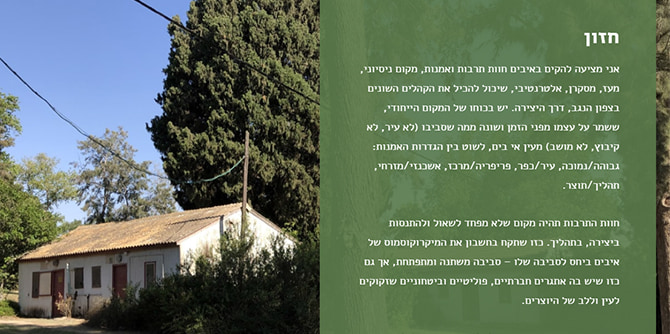 חזון
אני מציעה להקים באיבים חוות תרבות ואמנות, מקום ניסיוני,
מעז, מסקרן, אלטרנטיבי, שיכול להכיל את הקהלים השונים
בצפון הנגב, דרך היצירה. יש בכוחו של המקום הייחודי,
ששמר על עצמו מפני הזמן ושונה ממה שסביבו (לא עיר, לא
קיבוץ, לא מושב) מעין אי בים, לשוט בין הגדרות האמנות:
גבוהה/נמוכה, עיר/כפר, פריפריה/מרכז, אשכנזי/מזרחי,
תהליך/תוצר.
חוות התרבות תהיה מקום שלא מפחד לשאול ולהתנסות
ביצירה, בתהליך. כזו שתקח בחשבון את המיקרוקוסמוס של
איבים ביחס לסביבה שלו – סביבה משתנה ומתפתחת, אך גם
כזו שיש בה אתגרים חברתיים, פוליטיים וביטחוניים שזקוקים
לעין וללב של היוצרים.